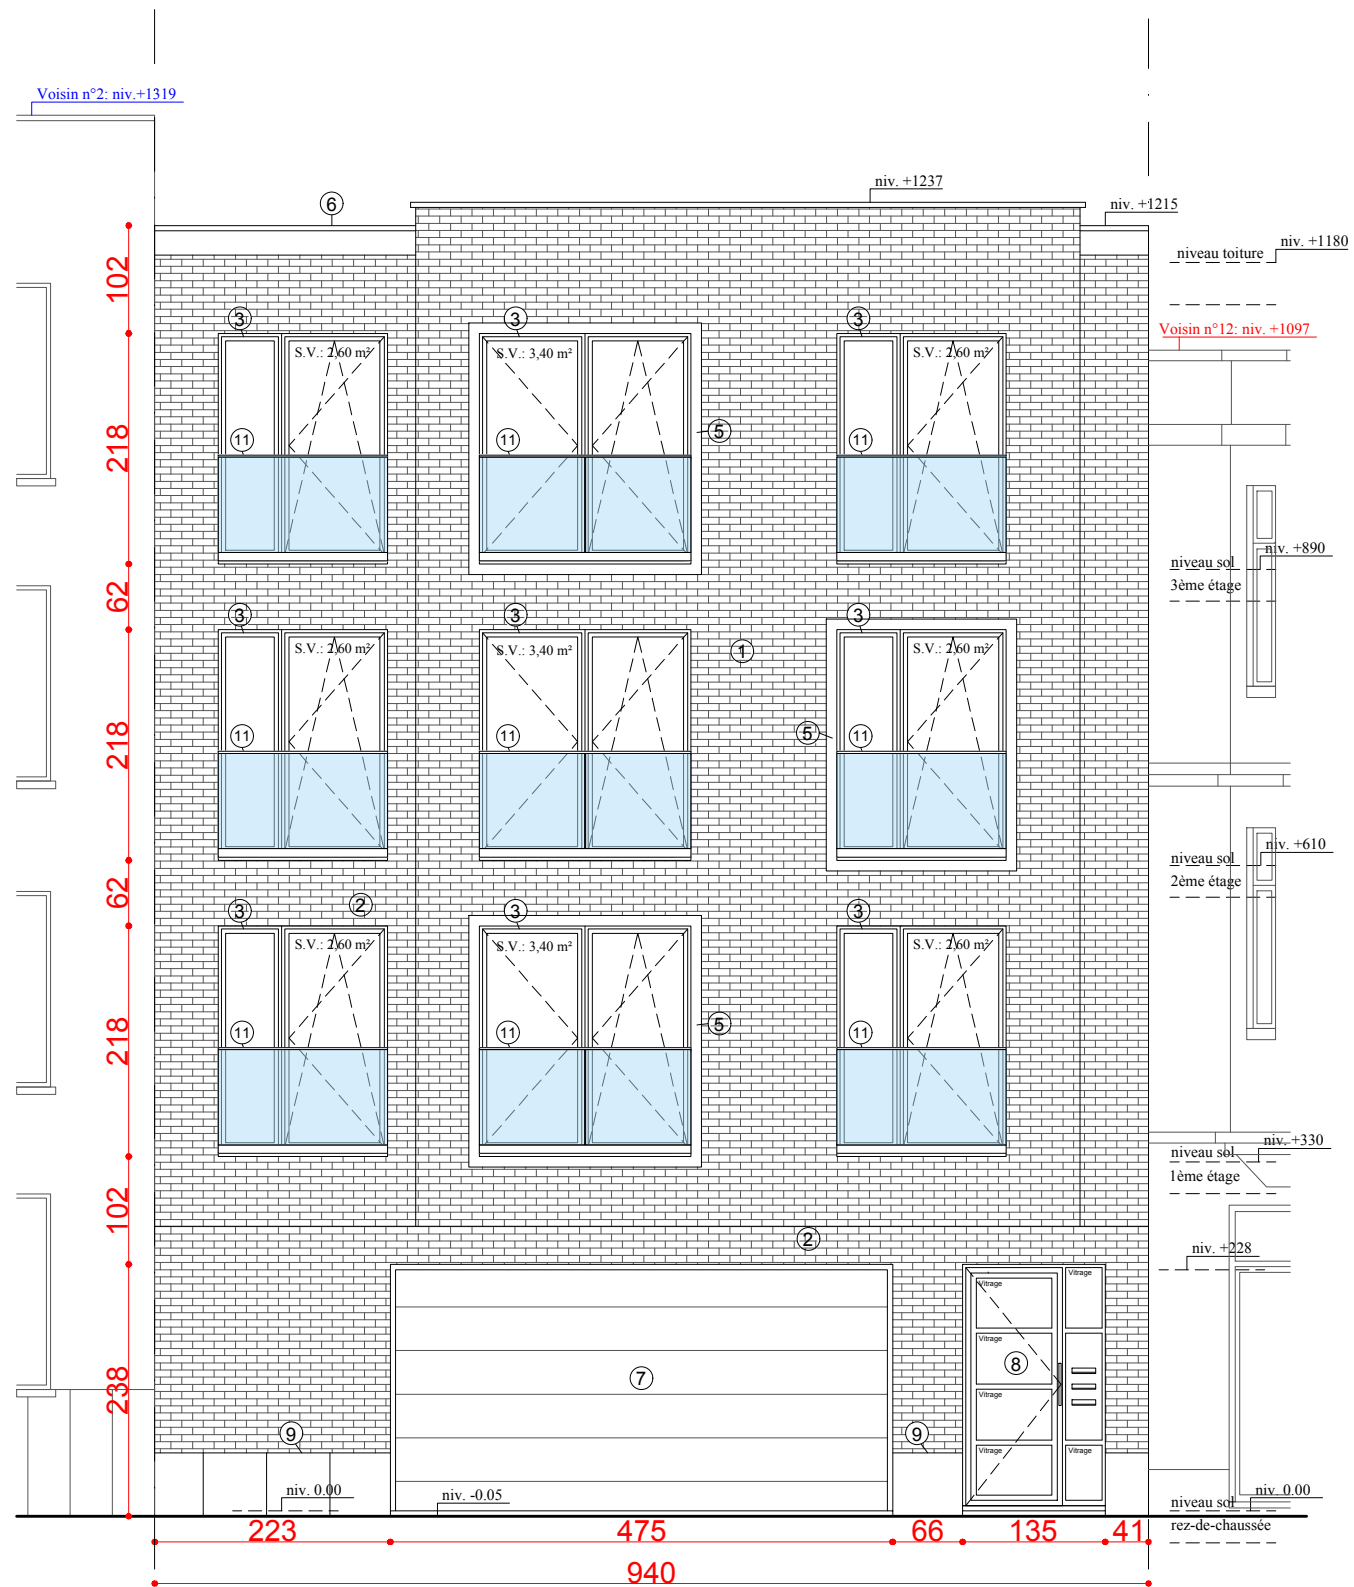 Voisin n°2: niv.+1319
niv. +1237
6
niv. +1215
niveau toiture
niv. +1180
102
3
3
3
Voisin n°12: niv. +1097
S.V.: 2,60 m²
S.V.: 3,40 m²
S.V.: 2,60 m²
218
11
11
5
11
niv. +890
niveau sol
3ème étage
62
3
3
3
S.V.: 2,60 m²
S.V.: 3,40 m²
1
S.V.: 2,60 m²
218
11
11
5
11
niv. +610
niveau sol
2ème étage
62
2
3
3
3
S.V.: 2,60 m²
S.V.: 3,40 m²
S.V.: 2,60 m²
218
11
11
5
11
niv. +330
niveau sol
1ème étage
102
2
niv. +228
Vitrage
Vitrage
Vitrage
8
7
238
Vitrage
9
9
Vitrage
Vitrage
niv. 0.00
niv. -0.05
niv. 0.00
niveau sol
rez-de-chaussée
223
475
66
135
41
940